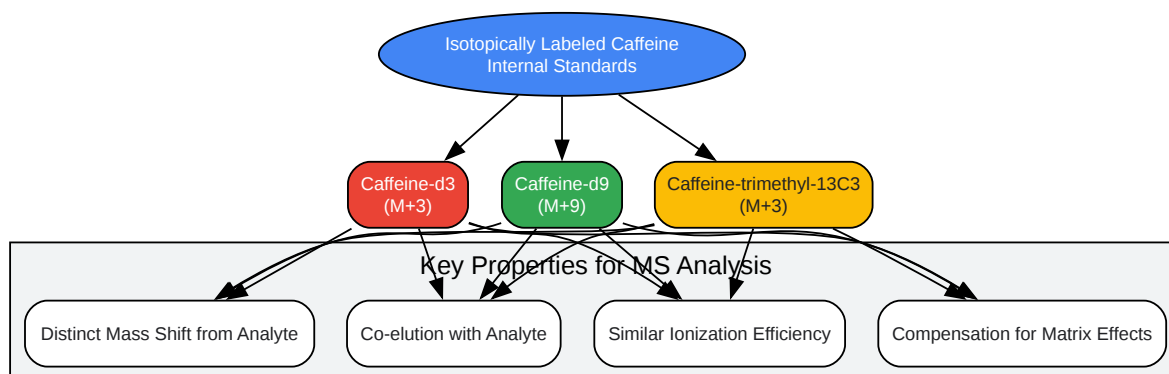 Isotopically Labeled Caffeine
Internal Standards
Caffeine-d3
(M+3)
Caffeine-d9
(M+9)
Caffeine-trimethyl-13C3
(M+3)
Key Properties for MS Analysis
Distinct Mass Shift from Analyte
Co-elution with Analyte
Similar Ionization Efficiency
Compensation for Matrix Effects